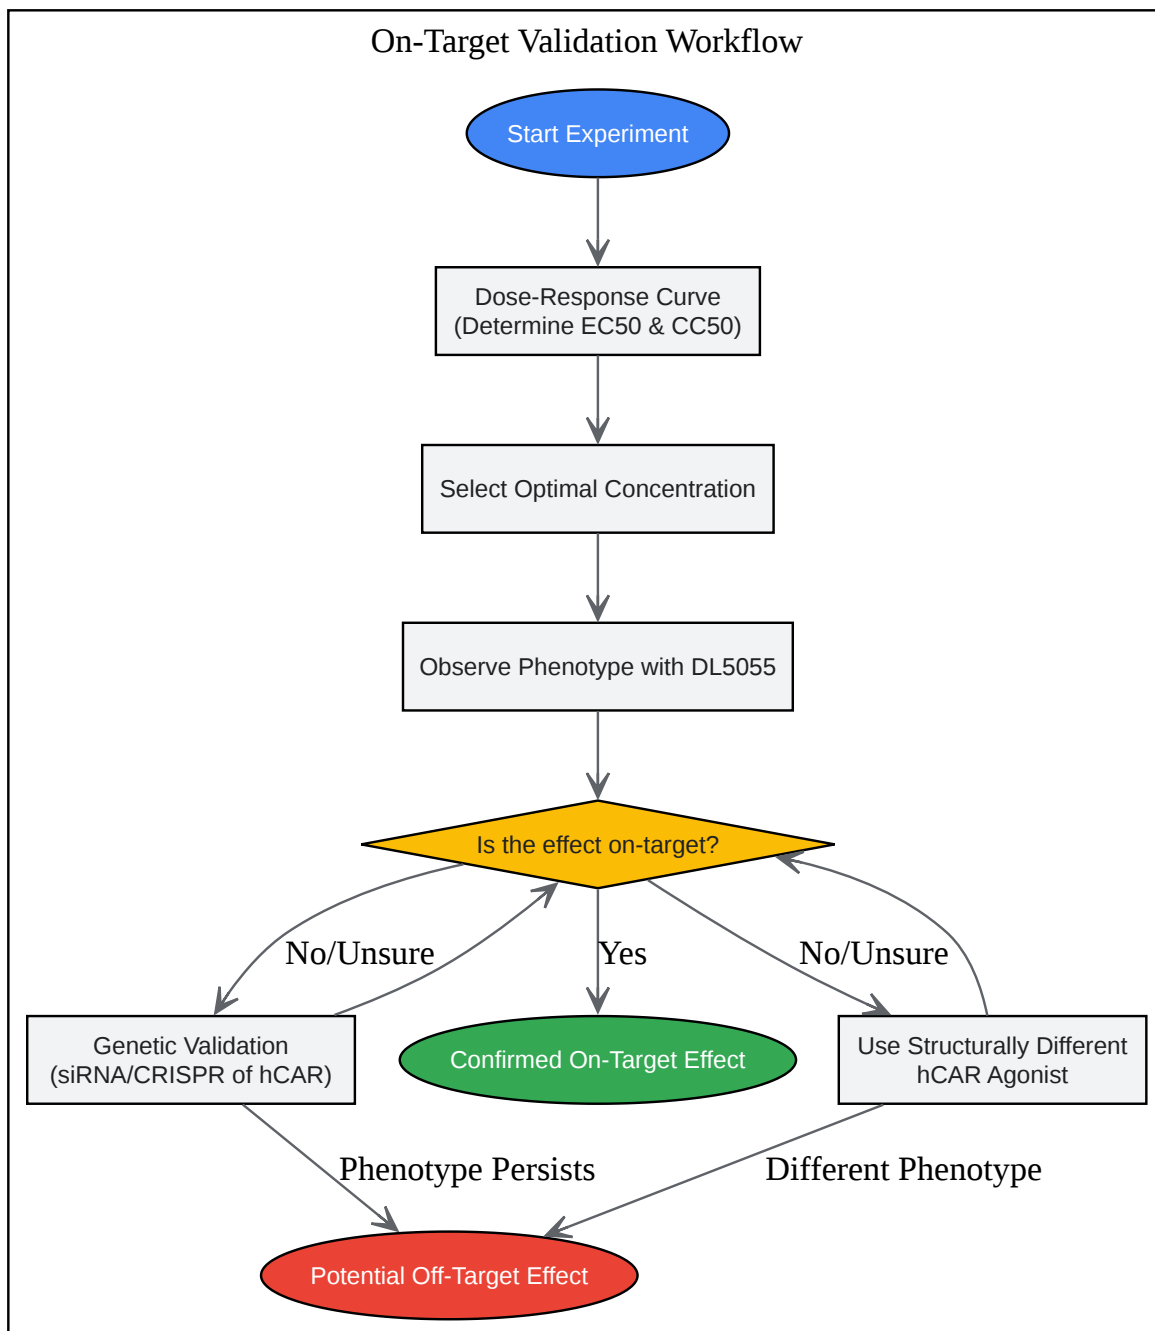 On-Target Validation Workflow
Start Experiment
Dose-Response Curve
(Determine EC50 & CC50)
Select Optimal Concentration
Observe Phenotype with DL5055
Is the effect on-target?
No/Unsure
Yes
No/Unsure
Genetic Validation
(siRNA/CRISPR of hCAR)
Confirmed On-Target Effect
Use Structurally Different
hCAR Agonist
Phenotype Persists
Different Phenotype
Potential Off-Target Effect